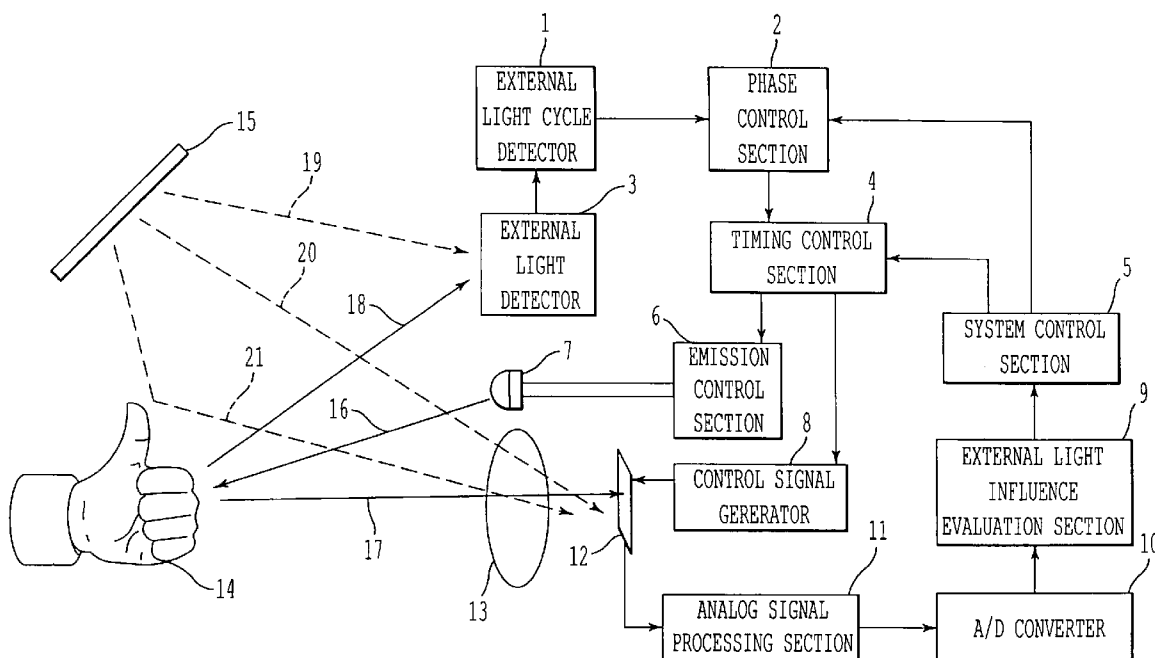 1
2
EXTERNAL
LIGHT CYCLE
DETECTOR
PHASE
CONTROL
SECTION
15
19
3
4
EXTERNAL
LIGHT
DETECTOR
TIMING CONTROL
SECTION
20
18
5
6
SYSTEM CONTROL
SECTION
7
EMISSION
CONTROL
SECTION
21
16
9
8
EXTERNAL LIGHT
INFLUENCE
EVALUATION SECTION
CONTROL SIGNAL
GERERATOR
17
12
11
10
14
13
ANALOG SIGNAL
PROCESSING SECTION
A/D CONVERTER